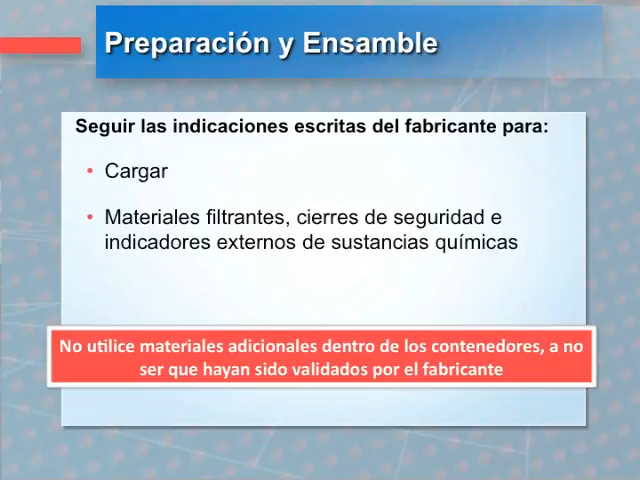 Preparación y Ensamble
Seguir las indicaciones escritas del fabricante para:
• Cargar
• Materiales filtrantes, cierres de seguridad e
indicadores externos de sustancias químicas
No utilice materiales adicionales dentro de los contenedores, a no
ser que hayan sido validados por el fabricante